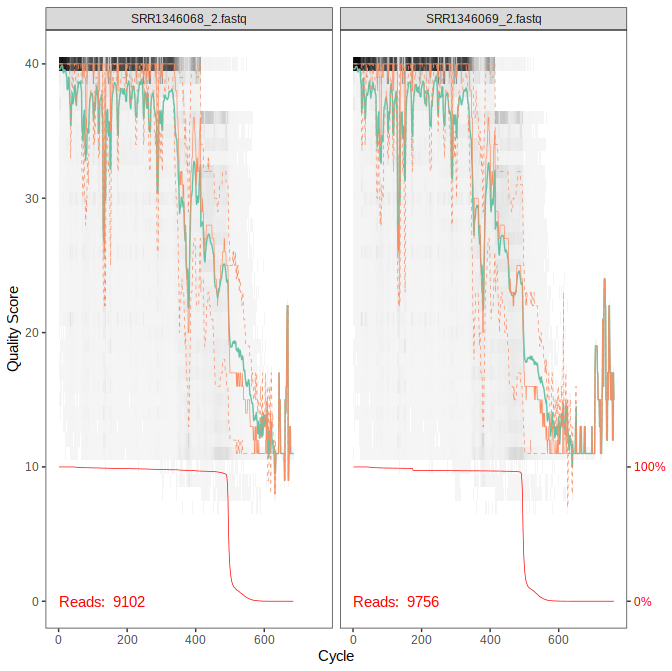 SRR1346068_2.fastq
SRR1346069_2.fastq
Quality Score
40
30
20
10
0
100%
0%
Reads: 9102
Reads: 9756
0
200
400
600
0
200
400
600
Cycle